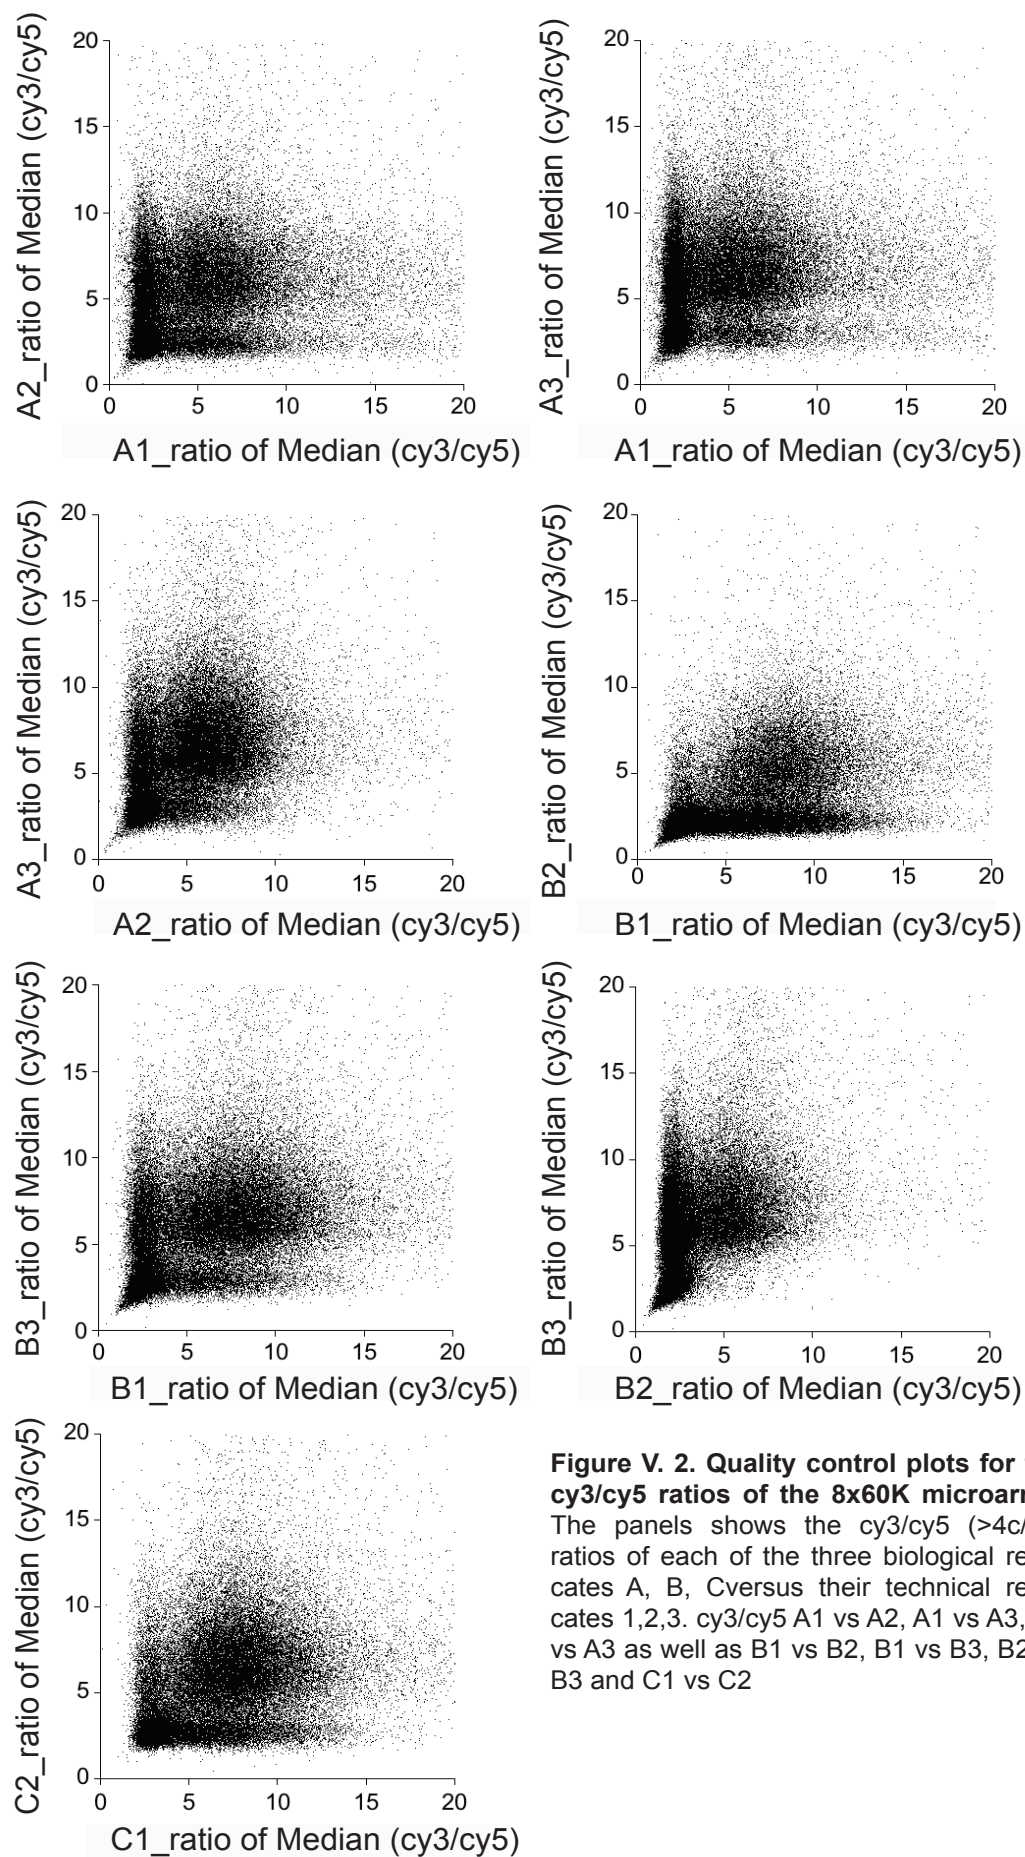 A2_ratio of Median (cy3/cy5)
20
15
10
5
0
0 5 10 15 20
A1_ratio of Median (cy3/cy5)
A3_ratio of Median (cy3/cy5)
20
15
10
5
0
0 5 10 15 20
A1_ratio of Median (cy3/cy5)
A3_ratio of Median (cy3/cy5)
20
15
10
5
0
0 5 10 15 20
A2_ratio of Median (cy3/cy5)
B2_ratio of Median (cy3/cy5)
20
15
10
5
0
0 5 10 15 20
B1_ratio of Median (cy3/cy5)
B3_ratio of Median (cy3/cy5)
20
15
10
5
0
0 5 10 15 20
B1_ratio of Median (cy3/cy5)
B3_ratio of Median (cy3/cy5)
20
15
10
5
0
0 5 10 15 20
B2_ratio of Median (cy3/cy5)
C2_ratio of Median (cy3/cy5)
20
15
10
5
0
0 5 10 15 20
C1_ratio of Median (cy3/cy5)
Figure V. 2. Quality control plots for
cy3/cy5 ratios of the 8x60K microarr
The panels shows the cy3/cy5 (>4c/
ratios of each of the three biological re
cates A, B, Cversus their technical re
cates 1,2,3. cy3/cy5 A1 vs A2, A1 vs A3,
vs A3 as well as B1 vs B2, B1 vs B3, B2
B3 and C1 vs C2